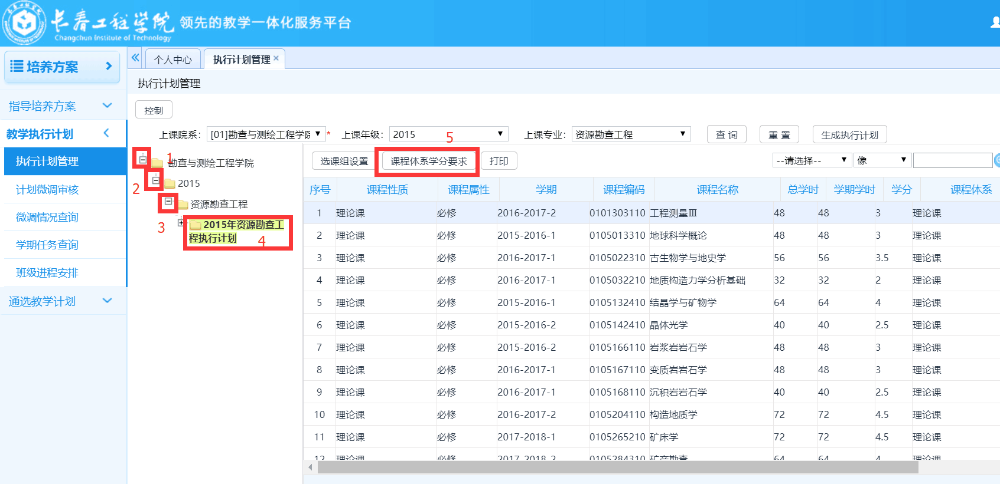 长春工程学院 领先的教学一体化服务平台
Changchun Institute of Technology
培养方案
个人中心 执行计划管理 ×
执行计划管理
指导培养方案
控制
教学执行计划
上课院系: [01]勘查与测绘工程学院 * 上课年级: 2015 上课专业: 资源勘查工程 查 询 重 置 生成执行计划
5
执行计划管理
1 勘查与测绘工程学院
选课组设置 课程体系学分要求 打印 --请选择-- 像
计划微调审核
2 2015
微调情况查询
资源勘查工程
学期任务查询
3 2015年资源勘查工
程执行计划 4
班级进程安排
通选教学计划
序号 课程性质 课程属性 学期 课程编码 课程名称 总学时 学期学时 学分 课程体系
1 理论课 必修 2016-2017-2 0101303110 工程测量Ⅲ 48 48 3 理论课
2 理论课 必修 2015-2016-1 0105013310 地球科学概论 48 48 3 理论课
3 理论课 必修 2016-2017-1 0105022310 古生物学与地史学 56 56 3.5 理论课
4 理论课 必修 2016-2017-1 0105032210 地质构造力学分析基础 32 32 2 理论课
5 理论课 必修 2015-2016-1 0105132410 结晶学与矿物学 64 64 4 理论课
6 理论课 必修 2015-2016-2 0105142410 晶体光学 40 40 2.5 理论课
7 理论课 必修 2015-2016-2 0105166110 岩浆岩岩石学 48 48 3 理论课
8 理论课 必修 2016-2017-1 0105167110 变质岩岩石学 48 48 3 理论课
9 理论课 必修 2016-2017-1 0105168110 沉积岩岩石学 40 40 2.5 理论课
10 理论课 必修 2016-2017-2 0105204110 构造地质学 72 72 4.5 理论课
11 理论课 必修 2017-2018-1 0105265210 矿床学 72 72 4.5 理论课
12 理论课 必修 2017-2018-2 0105284310 矿产勘查 64 64 4 理论课